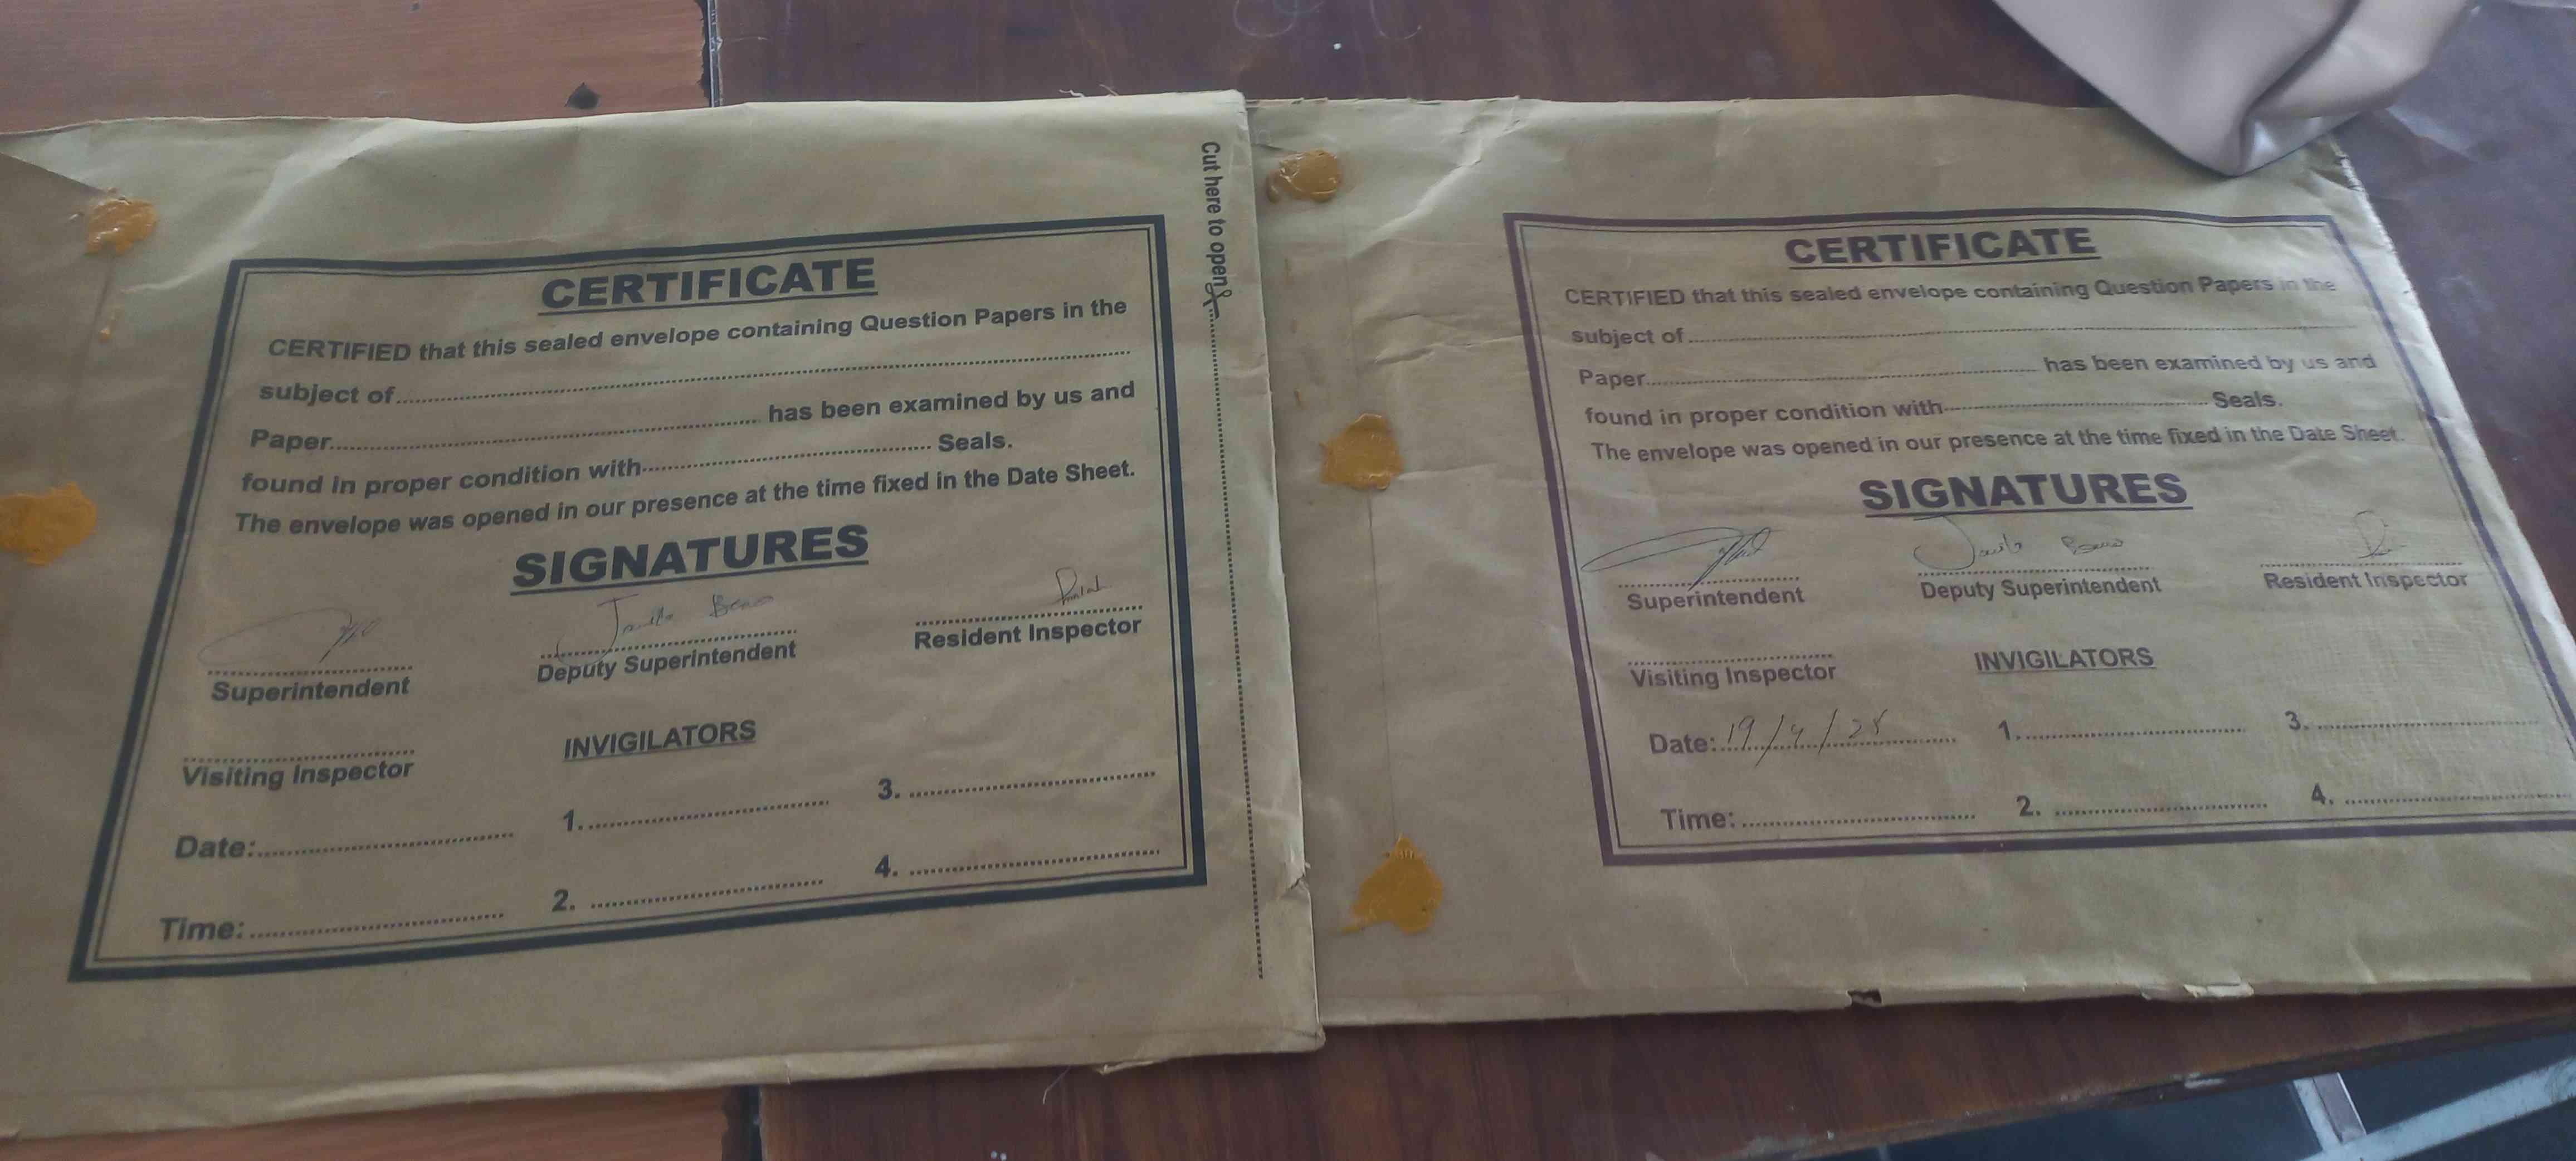 CERTIFICATE
CERTIFIED that this sealed envelope containing Question Papers in the
subject of
Paper has been examined by us and
found in proper condition with Seals.
The envelope was opened in our presence at the time fixed in the Date Sheet.
SIGNATURES
Superintendent Deputy Superintendent Resident Inspector
Visiting Inspector INVIGILATORS
Date: 1. 3.
Time: 2. 4.
Cut here to open
CERTIFICATE
CERTIFIED that this sealed envelope containing Question Papers in the
subject of
Paper has been examined by us and
found in proper condition with Seals.
The envelope was opened in our presence at the time fixed in the Date Sheet.
SIGNATURES
Superintendent Deputy Superintendent Resident Inspector
Visiting Inspector INVIGILATORS
Date: 1. 3.
Time: 2. 4.